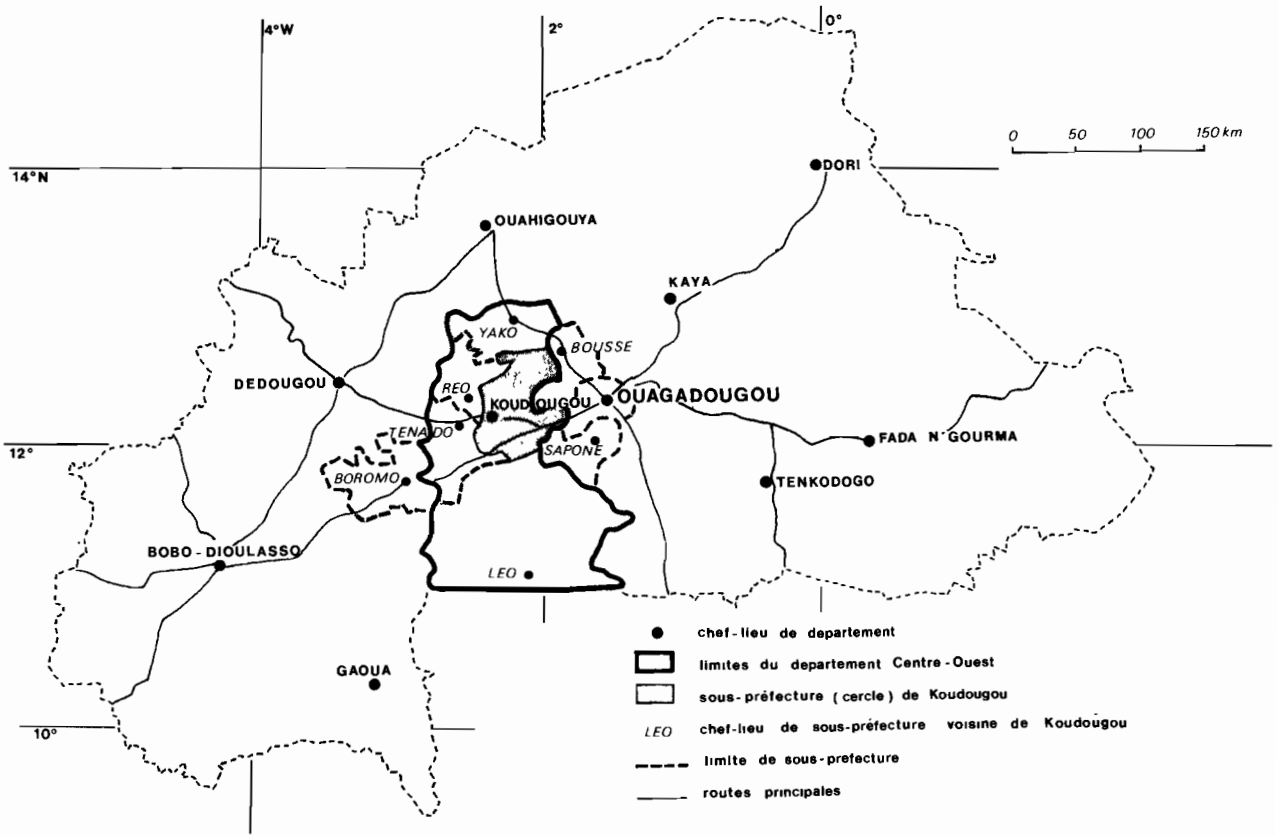 4°W
2°
0°
0 50 100 150 km
14°N
DORI
OUAHIGOUYA
KAYA
YAKO
BOUSSE
DEDOUGOU
REO
KOUDOUGOU
OUAGADOUGOU
TENADO
SAPONE
FADA N'GOURMA
12°
BOROMO
TENKODOGO
BOBO-DIOULASSO
LEO
GAOUA
10°
chef-lieu de departement
limites du departement Centre-Ouest
sous-préfecture (cercle) de Koudougou
LEO chef-lieu de sous-préfecture voisine de Koudougou
limite de sous-prefecture
routes principales